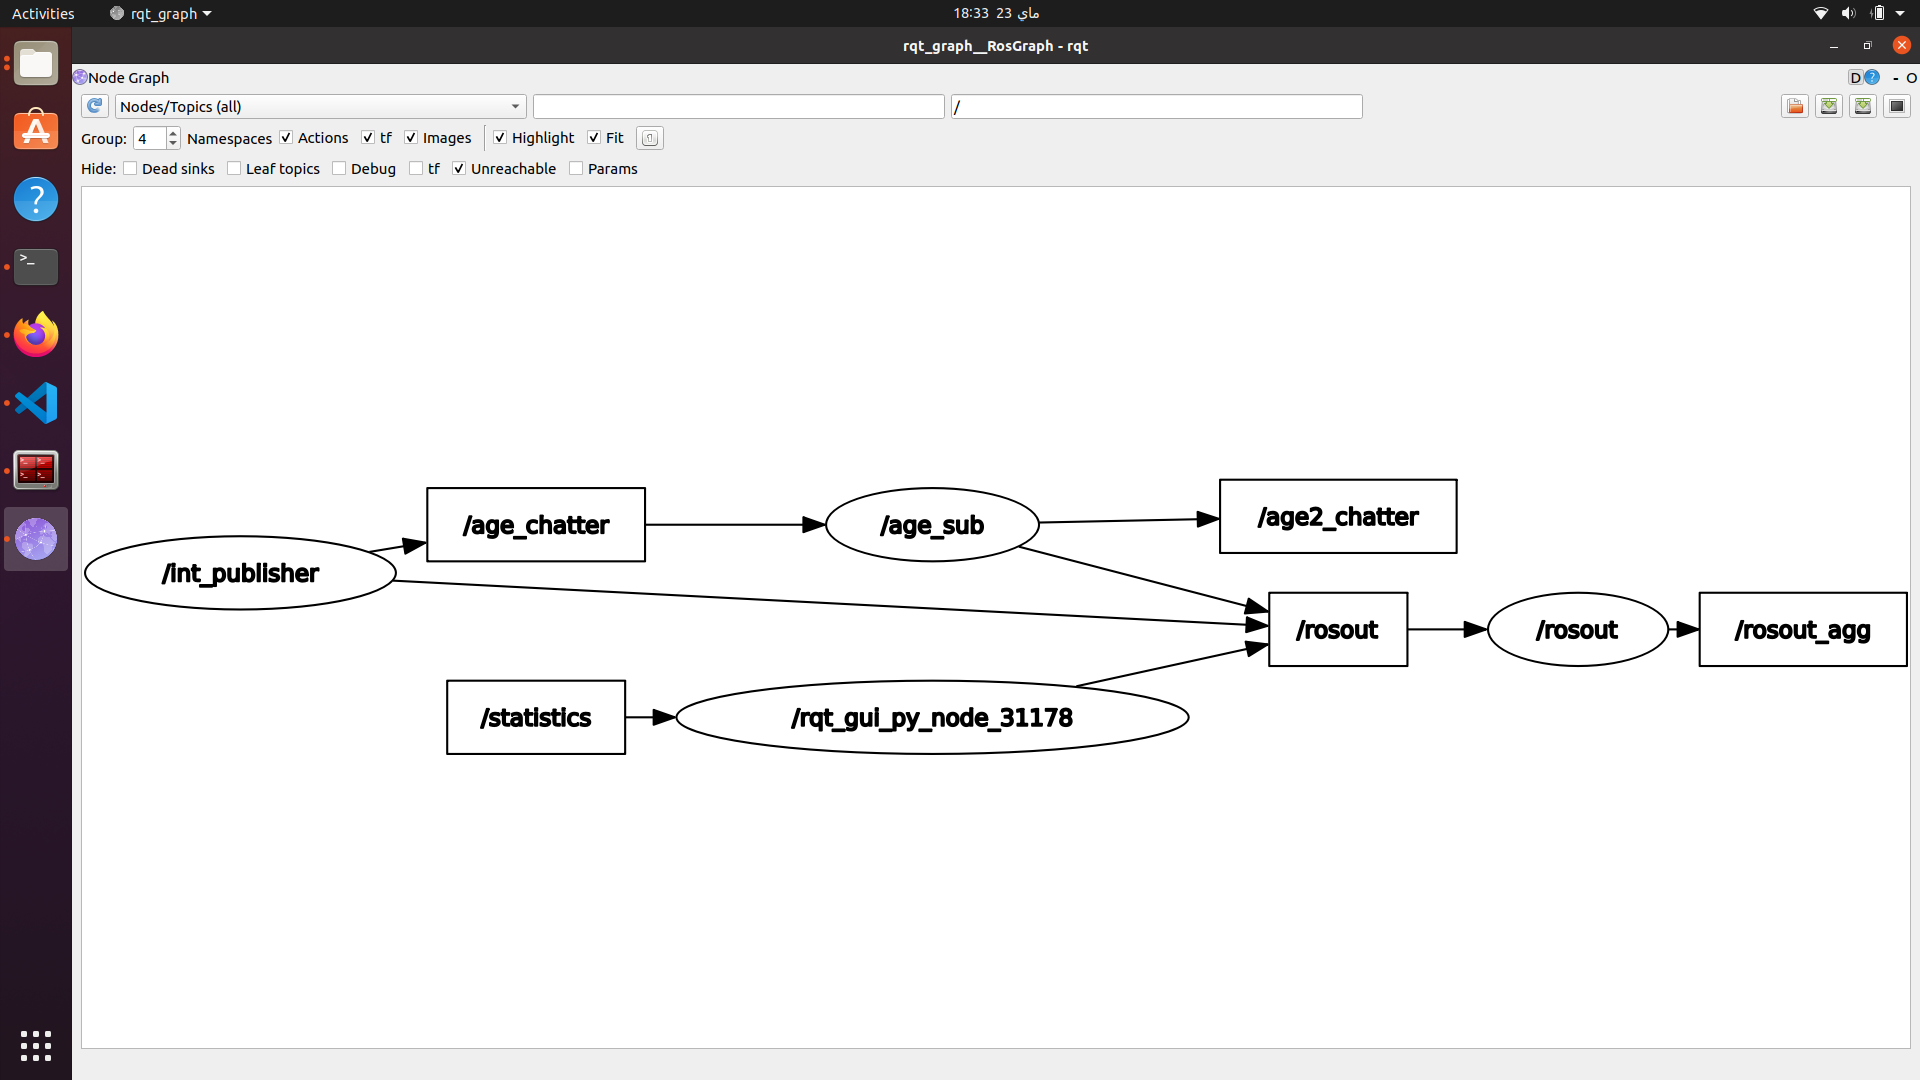 Activities rqt_graph 18:33 23 ماي
rqt_graph__RosGraph - rqt
Node Graph D ? - O
Nodes/Topics (all) /
Group: 4 Namespaces Actions tf Images Highlight Fit
Hide: Dead sinks Leaf topics Debug tf Unreachable Params
/age2_chatter
/age_chatter /age_sub
/int_publisher
/rosout /rosout /rosout_agg
/statistics /rqt_gui_py_node_31178